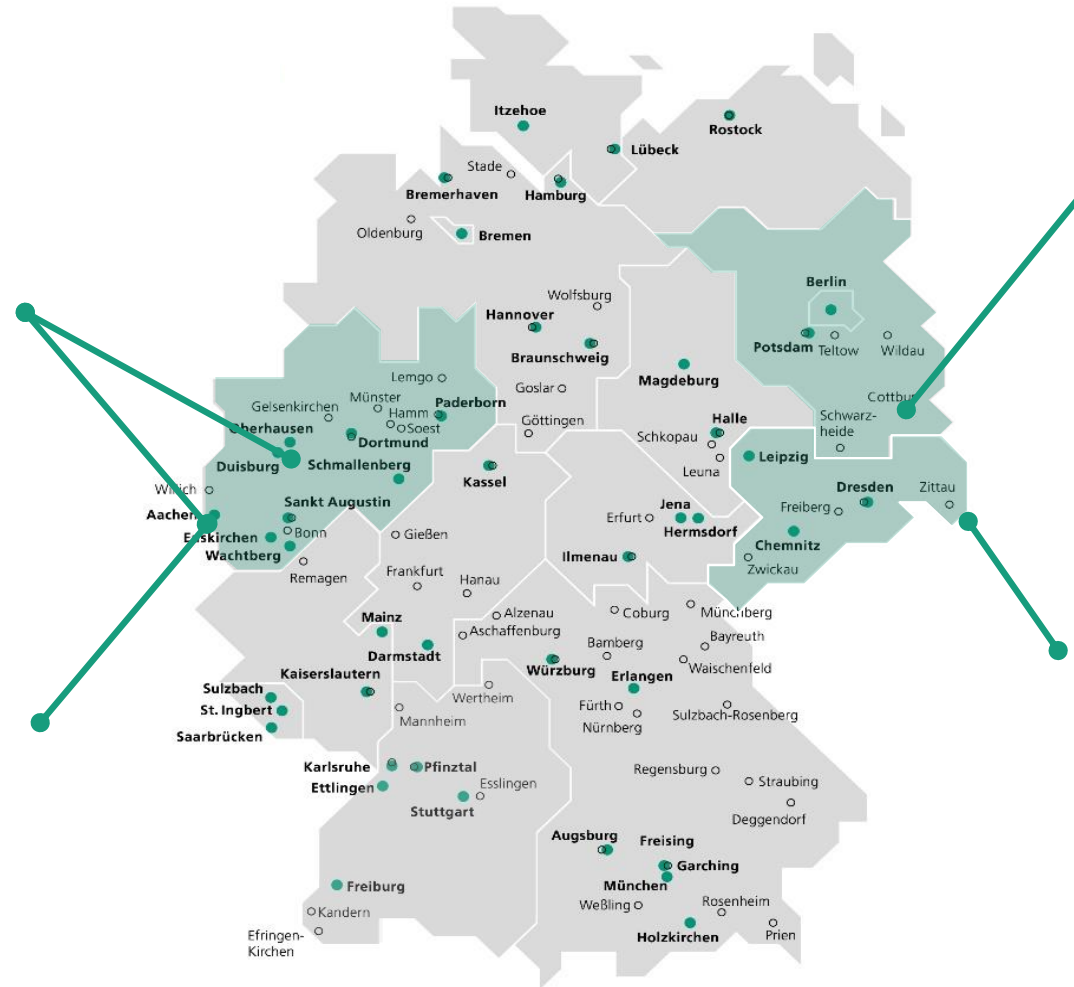 Itzehoe
Rostock
Lübeck
Stade
Bremerhaven
Hamburg
Oldenburg
Bremen
Berlin
Wolfsburg
Hannover
Potsdam
Teltow
Wildau
Braunschweig
Lemgo
Magdeburg
Goslar
Münster
Paderborn
Cottbu
Gelsenkirchen
Hamm
Schwarz-
heide
Oberhausen
Soest
Göttingen
Halle
Dortmund
Schkopau
Duisburg
Schmallenberg
Kassel
Leuna
Leipzig
Willich
Dresden
Zittau
Sankt Augustin
Jena
Freiberg
Aachen
Erfurt
Hermsdorf
Bonn
Gießen
Euskirchen
Chemnitz
Wachtberg
Ilmenau
Remagen
Zwickau
Frankfurt
Hanau
Alzenau
Coburg
Münchberg
Mainz
Aschaffenburg
Bayreuth
Darmstadt
Bamberg
Waischenfeld
Kaiserslautern
Würzburg
Erlangen
Sulzbach
Wertheim
St. Ingbert
Mannheim
Fürth
Nürnberg
Sulzbach-Rosenberg
Saarbrücken
Karlsruhe
Pfinztal
Regensburg
Straubing
Ettlingen
Esslingen
Stuttgart
Deggendorf
Augsburg
Freising
Garching
München
Freiburg
Weßling
Rosenheim
Kandern
Holzkirchen
Prien
Efringen-
Kirchen